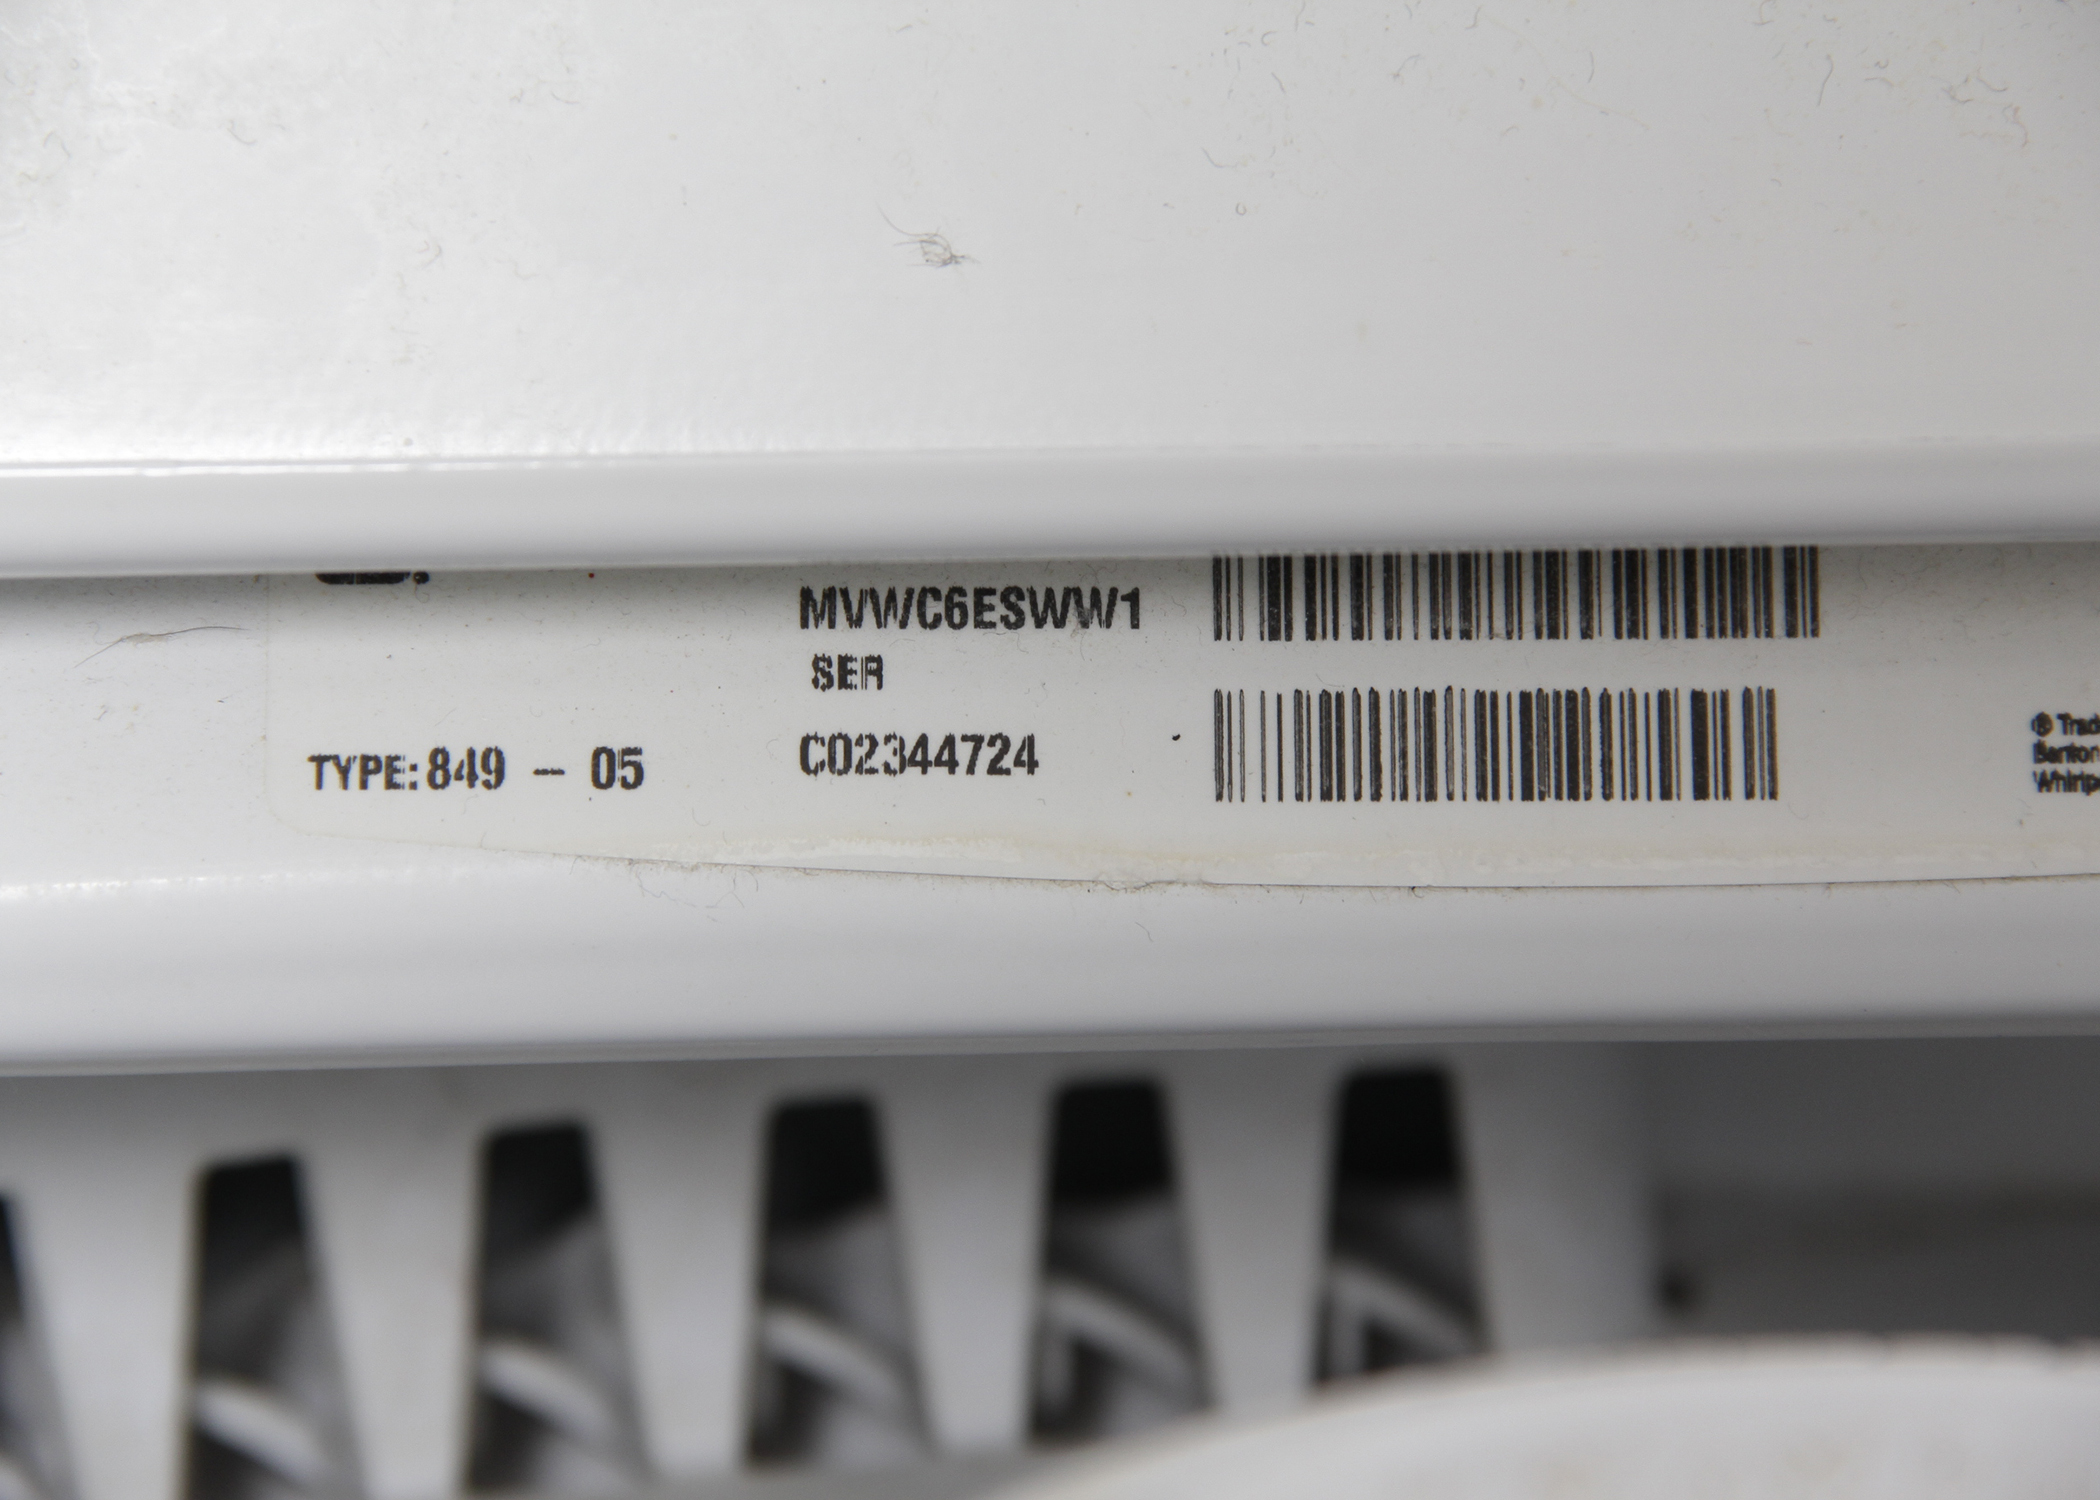 MVWC6ESWW1
SER
TYPE:849 - 05
C02344724
®